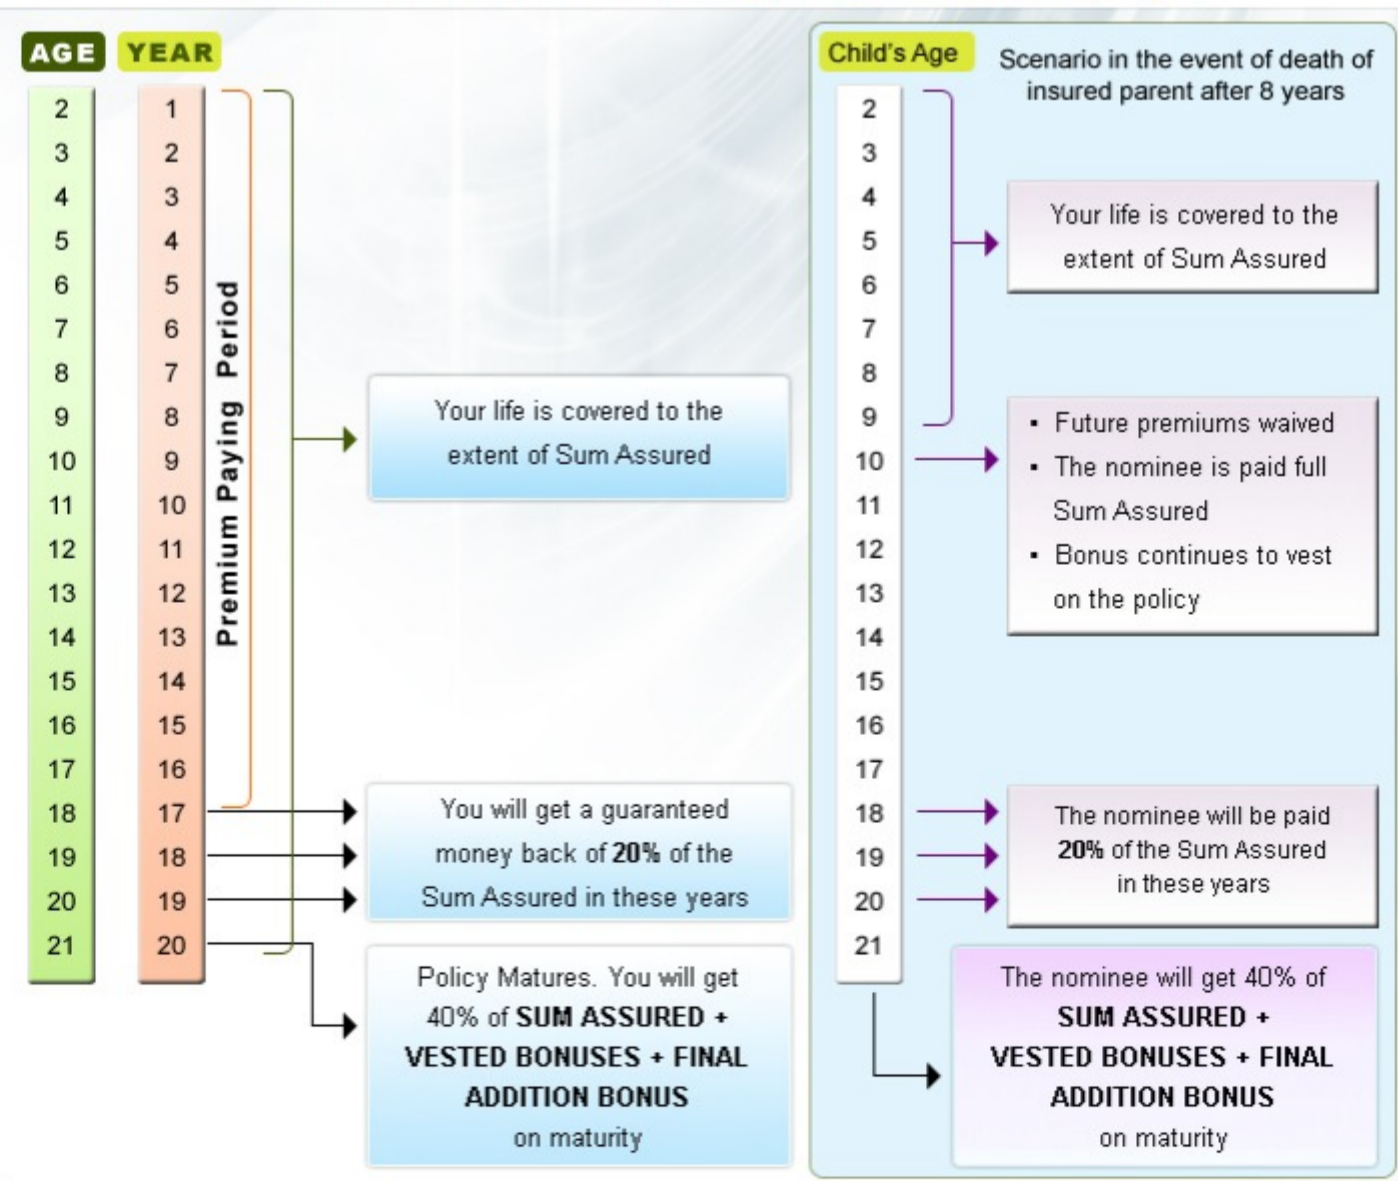 AGE YEAR
2 1
3 2
4 3
5 4
6 5
7 6
8 7
9 8
10 9
11 10
12 11
13 12
14 13
15 14
16 15
17 16
18 17
19 18
20 19
21 20
Premium Paying Period
Your life is covered to the
extent of Sum Assured
You will get a guaranteed
money back of 20% of the
Sum Assured in these years
Policy Matures. You will get
40% of SUM ASSURED +
VESTED BONUSES + FINAL
ADDITION BONUS
on maturity
Child's Age
Scenario in the event of death of
insured parent after 8 years
2
3
4
5
6
7
8
9
10
11
12
13
14
15
16
17
18
19
20
21
Your life is covered to the
extent of Sum Assured
▪ Future premiums waived
▪ The nominee is paid full
Sum Assured
▪ Bonus continues to vest
on the policy
The nominee will be paid
20% of the Sum Assured
in these years
The nominee will get 40% of
SUM ASSURED +
VESTED BONUSES + FINAL
ADDITION BONUS
on maturity